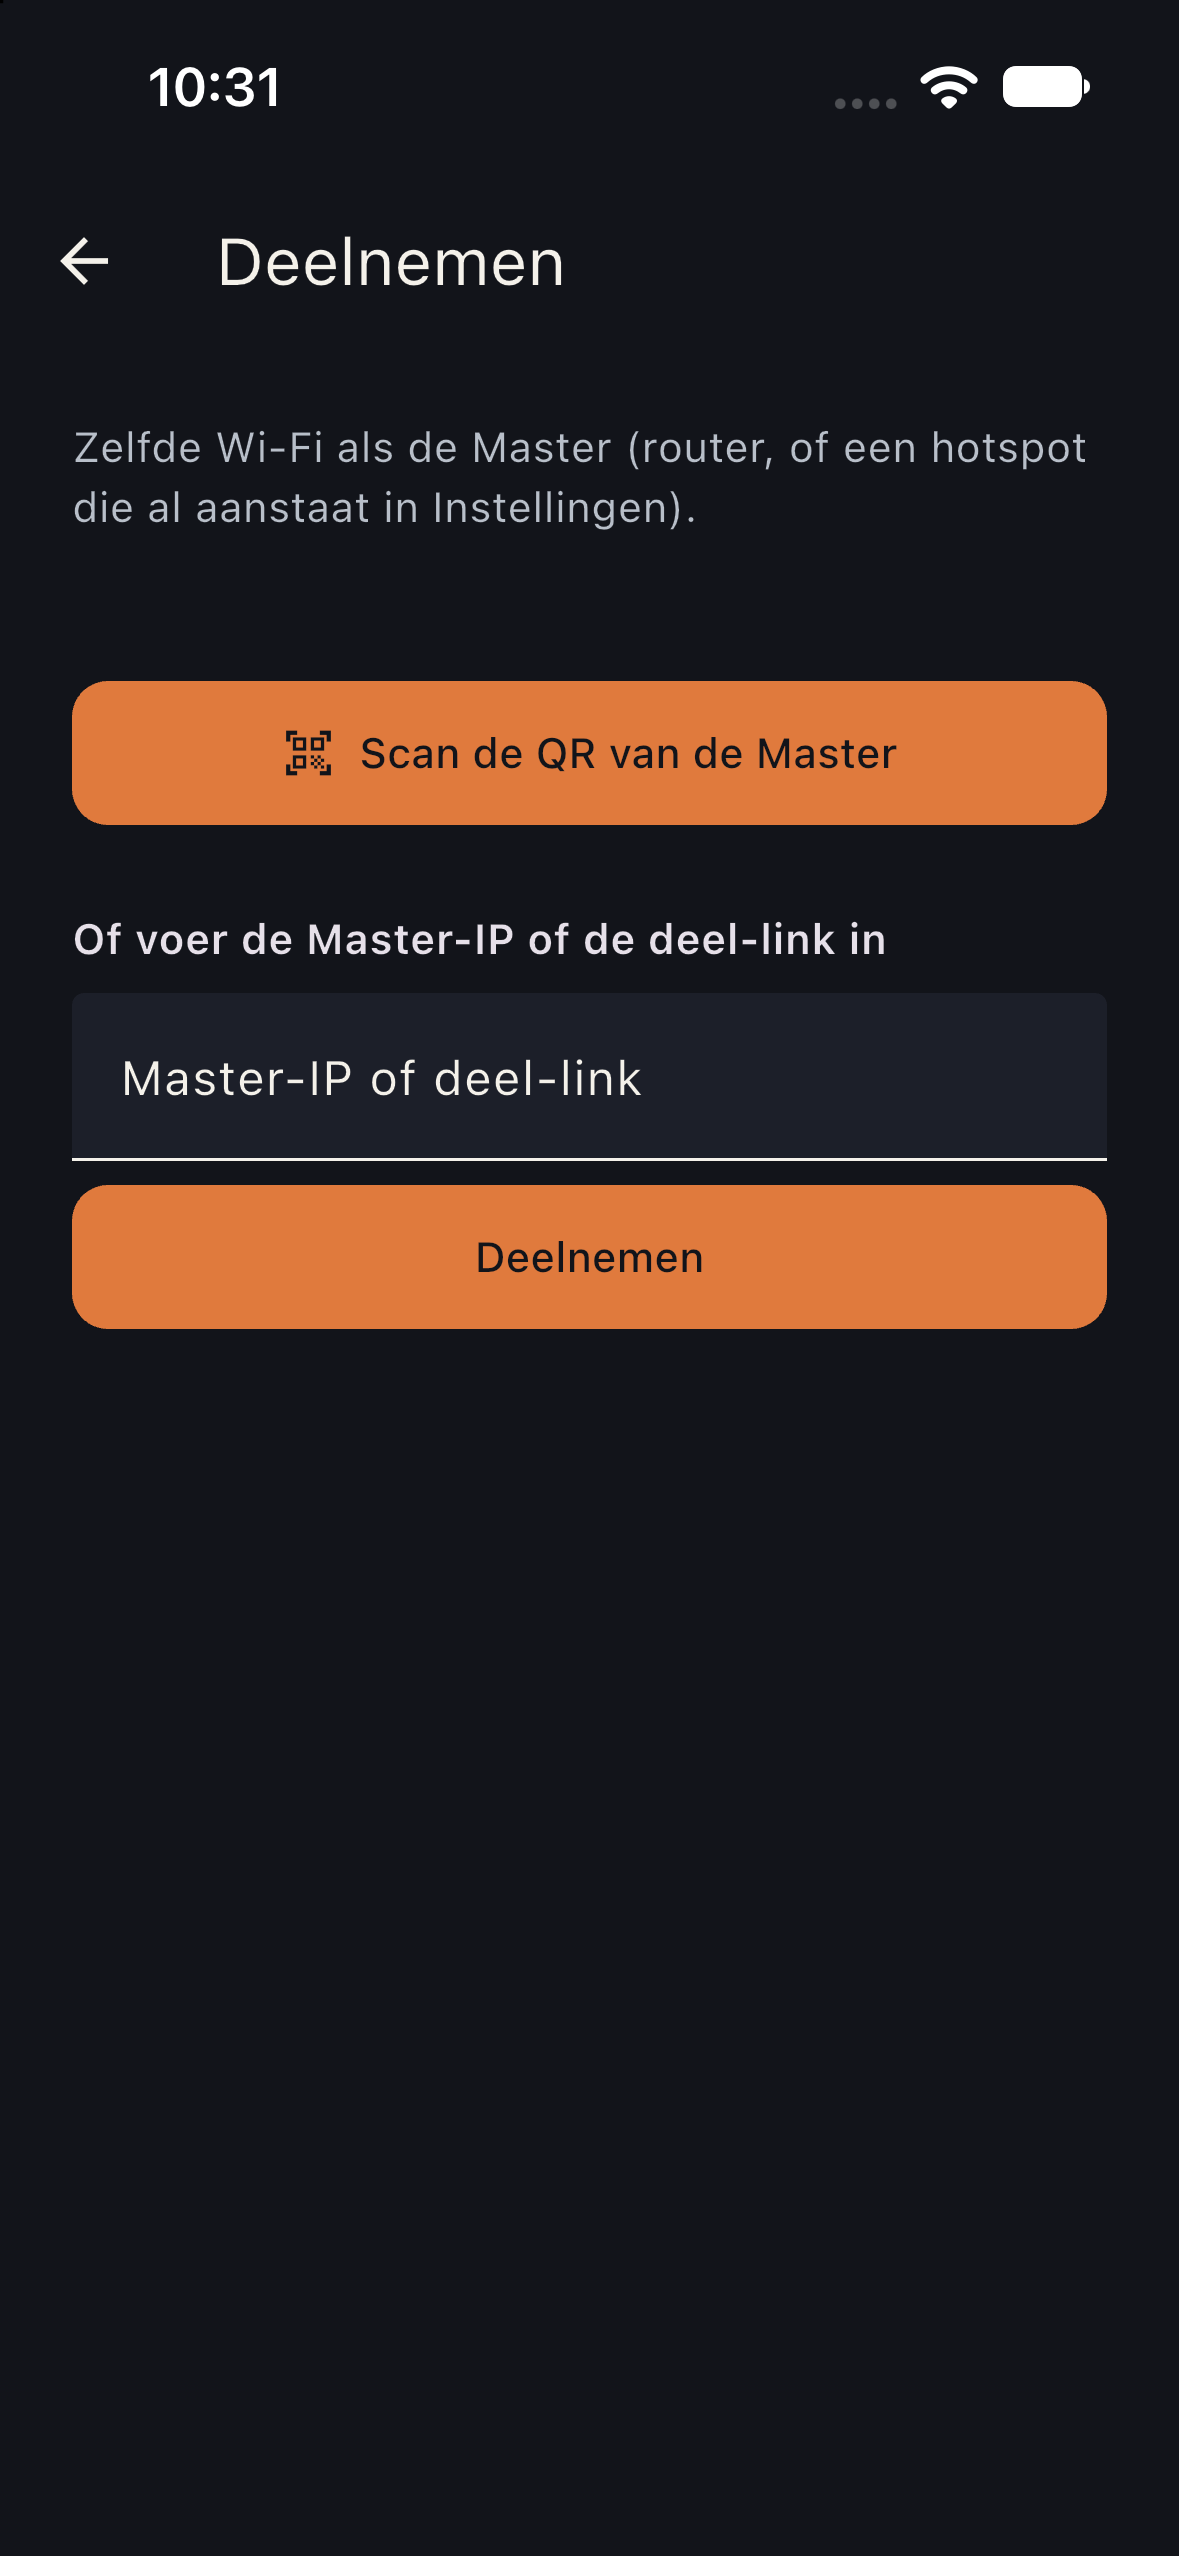 10:31
Deelnemen
Zelfde Wi-Fi als de Master (router, of een hotspot
die al aanstaat in Instellingen).
Scan de QR van de Master
Of voer de Master-IP of de deel-link in
Master-IP of deel-link
Deelnemen